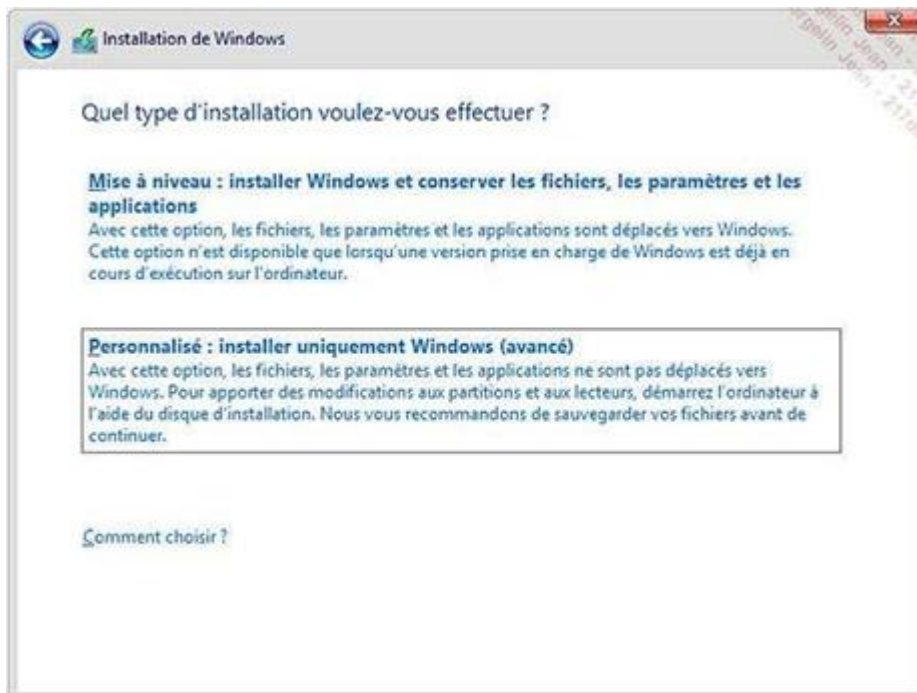 Installation de Windows
Quel type d'installation voulez-vous effectuer ?
Mise à niveau : installer Windows et conserver les fichiers, les paramètres et les
applications
Avec cette option, les fichiers, les paramètres et les applications sont déplacés vers Windows.
Cette option n'est disponible que lorsqu'une version prise en charge de Windows est déjà en
cours d'exécution sur l'ordinateur.
Personnalisé : installer uniquement Windows (avancé)
Avec cette option, les fichiers, les paramètres et les applications ne sont pas déplacés vers
Windows. Pour apporter des modifications aux partitions et aux lecteurs, démarrez l'ordinateur à
l'aide du disque d'installation. Nous vous recommandons de sauvegarder vos fichiers avant de
continuer.
Comment choisir ?